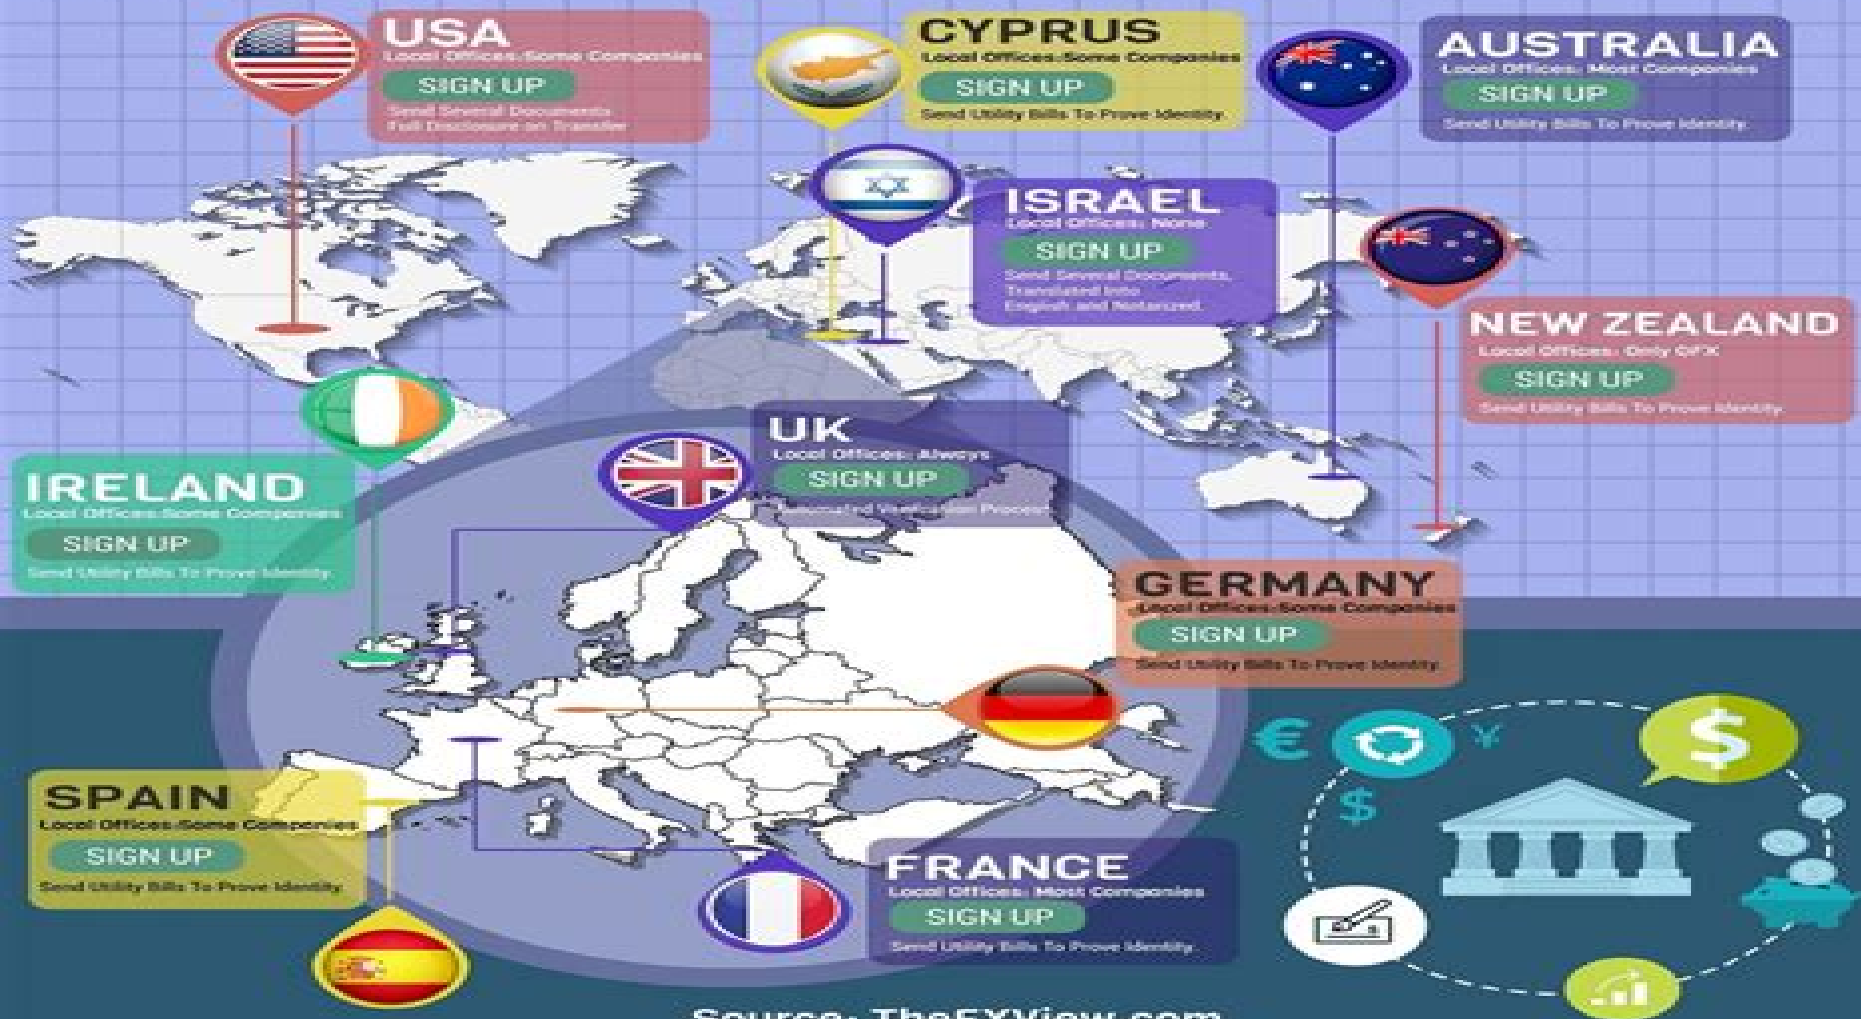 USA
Local Offices:Some Companies
SIGN UP
Send Several Documents
Full Disclosure on Transfer
CYPRUS
Local Offices:Some Companies
SIGN UP
Send Utility Bills To Prove Identity.
AUSTRALIA
Local Offices: Most Companies
SIGN UP
Send Utility Bills To Prove Identity.
ISRAEL
Local Offices: None
SIGN UP
Send Several Documents,
Translated Into
English and Notarized.
NEW ZEALAND
Local Offices: Only OFX
SIGN UP
Send Utility Bills To Prove Identity.
UK
Local Offices: Always
SIGN UP
Automated Verification Process
IRELAND
Local Offices:Some Companies
SIGN UP
Send Utility Bills To Prove Identity.
GERMANY
Local Offices:Some Companies
SIGN UP
Send Utility Bills To Prove Identity.
SPAIN
Local Offices:Some Companies
SIGN UP
Send Utility Bills To Prove Identity.
FRANCE
Local Offices: Most Companies
SIGN UP
Send Utility Bills To Prove Identity.
€
¥
$
$
Source: TheFXView.com